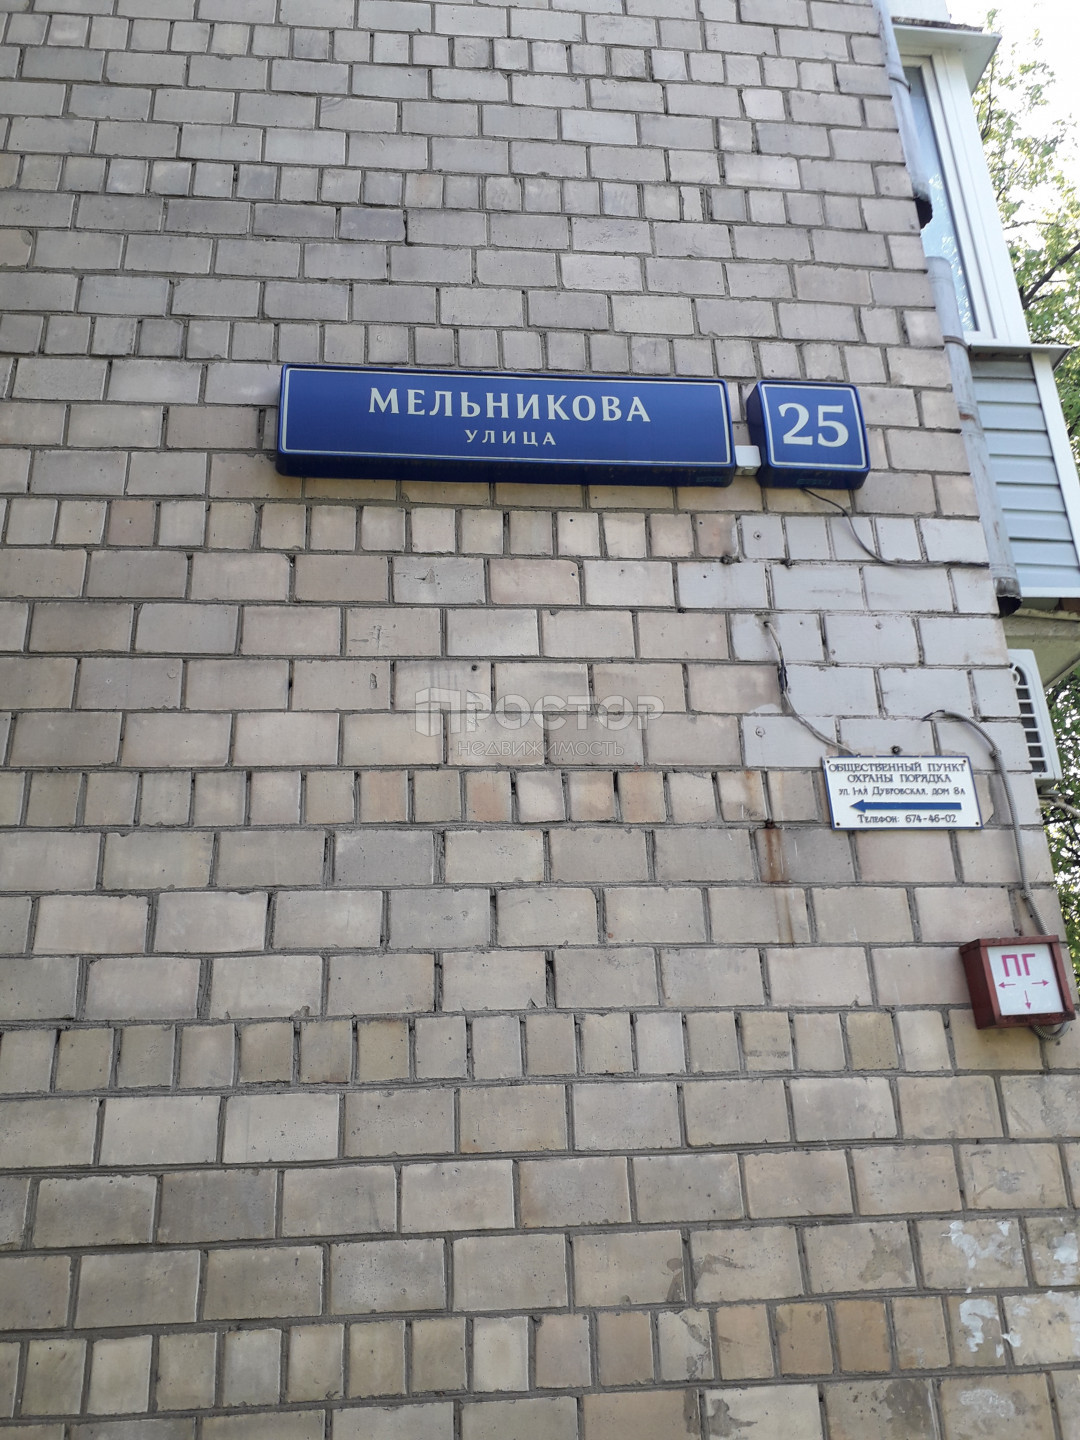 МЕЛЬНИКОВА
УЛИЦА
25
ПРОСТОР
НЕДВИЖИМОСТЬ
ОБЩЕСТВЕННЫЙ ПУНКТ
ОХРАНЫ ПОРЯДКА
УЛ. 1-АЯ ДУБРОВСКАЯ, ДОМ 8А
ТЕЛЕФОН: 674-46-02
ПГ